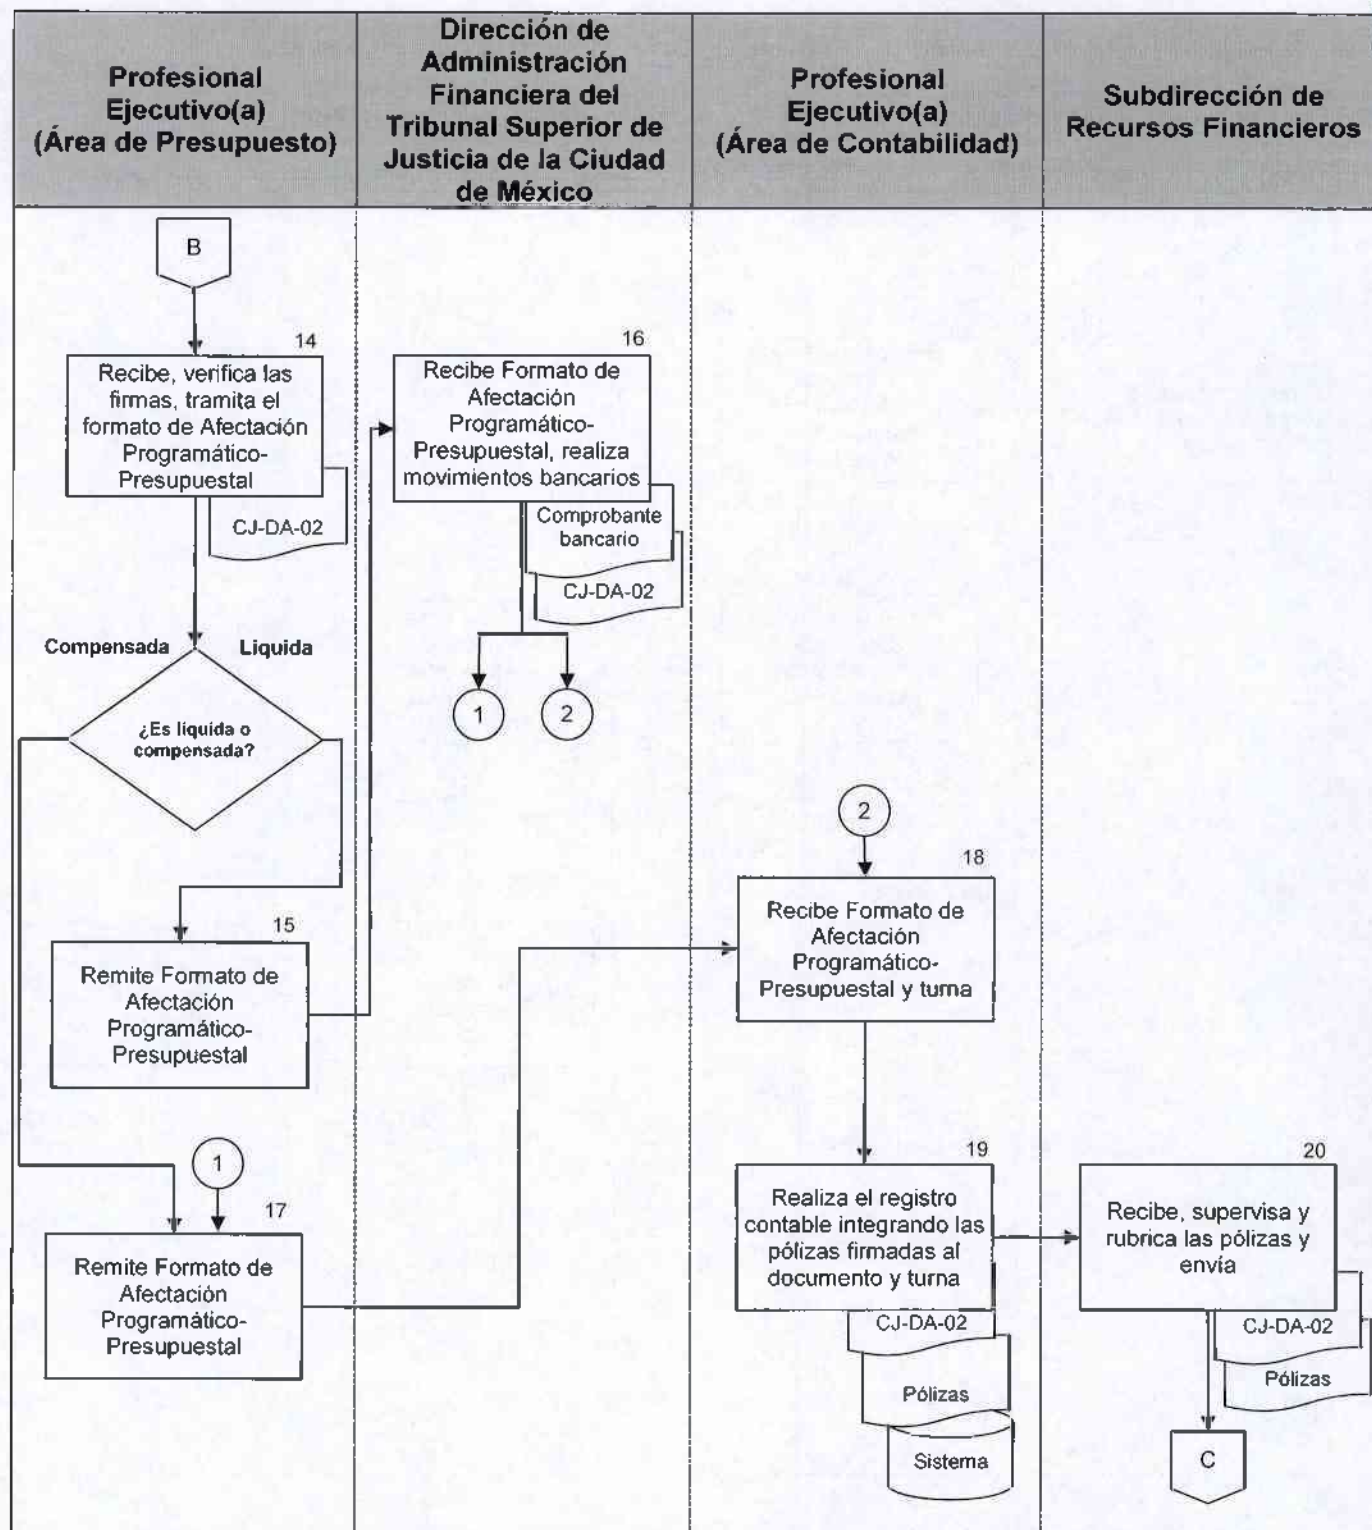 Profesional
Ejecutivo(a)
(Área de Presupuesto)
Dirección de
Administración
Financiera del
Tribunal Superior de
Justicia de la Ciudad
de México
Profesional
Ejecutivo(a)
(Área de Contabilidad)
Subdirección de
Recursos Financieros
B
14
Recibe, verifica las
firmas, tramita el
formato de Afectación
Programático-
Presupuestal
CJ-DA-02
16
Recibe Formato de
Afectación
Programático-
Presupuestal, realiza
movimientos bancarios
Comprobante
bancario
CJ-DA-02
1
2
Compensada
Liquida
¿Es líquida o
compensada?
2
18
Recibe Formato de
Afectación
Programático-
Presupuestal y turna
15
Remite Formato de
Afectación
Programático-
Presupuestal
1
17
Remite Formato de
Afectación
Programático-
Presupuestal
19
Realiza el registro
contable integrando las
pólizas firmadas al
documento y turna
CJ-DA-02
Pólizas
Sistema
20
Recibe, supervisa y
rubrica las pólizas y
envía
CJ-DA-02
Pólizas
C